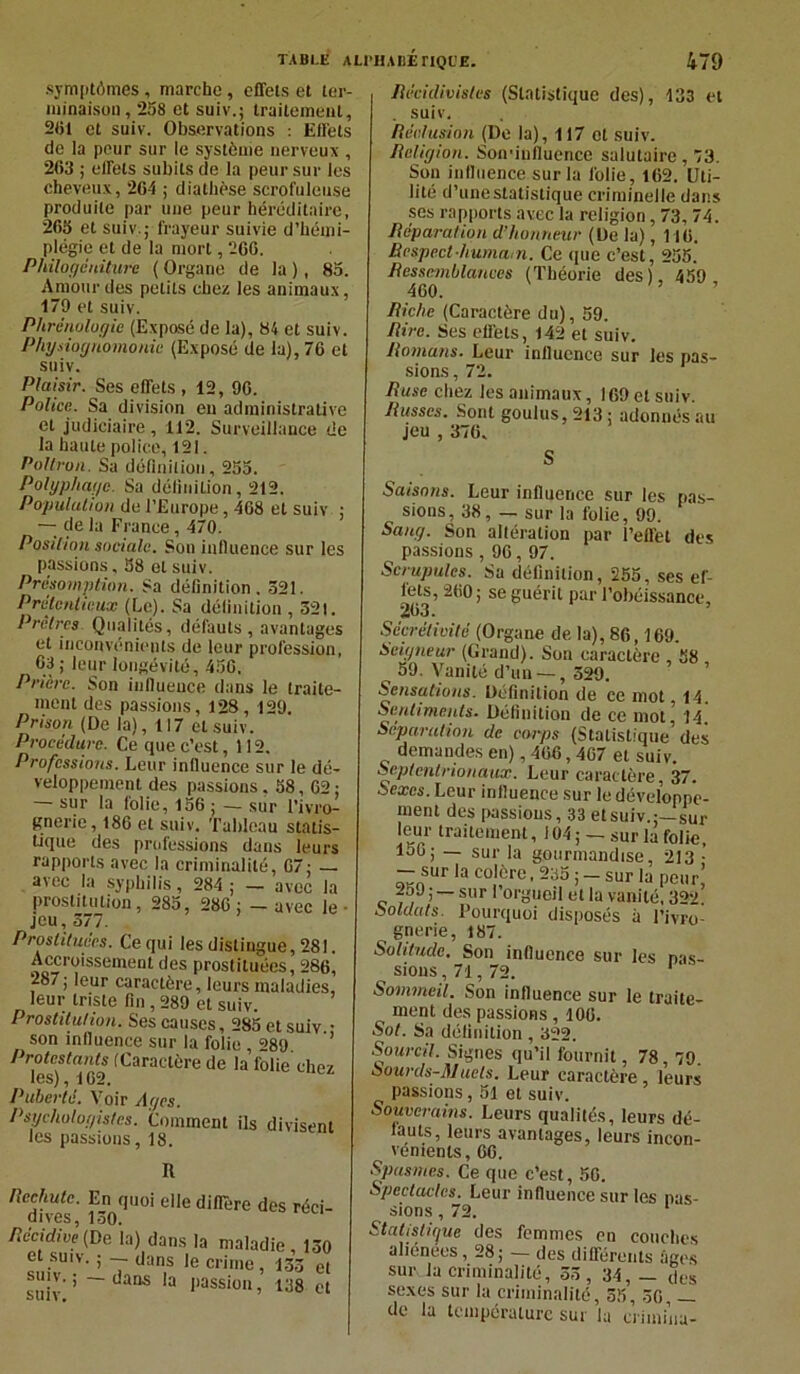 TABLE ALPHABÉTIQUE. 479
symptômes, marche, effets et ter-
minaison, 258 et suiv.; traitement,
261 et suiv. Observations : Effets
de la peur sur le système nerveux,
263 ; effets subits de la peur sur les
cheveux, 264 ; diathèse scrofuleuse
produite par une peur héréditaire,
265 et suiv.; frayeur suivie d'hémi-
plégie et de la mort, 266.
Philogéniture (Organe de la), 85.
Amour des petits chez les animaux,
179 et suiv.
Phrénologie (Exposé de la), 84 et suiv.
Physiognomonie (Exposé de la), 76 et
suiv.
Plaisir. Ses effets, 12, 96.
Police. Sa division en administrative
et judiciaire, 112. Surveillance de
la haute police, 121.
Poltron. Sa définition, 255.
Polyphage. Sa définition, 212.
Population de l'Europe, 468 et suiv ;
— de la France, 470.
Position sociale. Son influence sur les
passions, 58 et suiv.
Présomption. Sa définition. 321.
Prétentieux (Le). Sa définition, 321.
Prêtres. Qualités, défauts, avantages
et inconvénients de leur profession,
63 ; leur longévité, 456.
Prière. Son influence dans le traite-
ment des passions, 128, 129.
Prison (De la), 117 et suiv.
Procédure. Ce que c'est, 112.
Professions. Leur influence sur le dé-
veloppement des passions, 58, 62;
— sur la folie, 156 ; — sur l'ivro-
gnerie, 186 et suiv. Tableau statis-
tique des professions dans leurs
rapports avec la criminalité, 67; —
avec la syphilis, 284 ; — avec la
prostitution, 285, 286 ; — avec le
jeu, 377.
Prostituées. Ce qui les distingue, 281.
Accroissement des prostituées, 286,
287; leur caractère, leurs maladies,
leur triste fin, 289 et suiv.
Prostitution. Ses causes, 285 et suiv.;
son influence sur la folie, 289.
Protestants (Caractère de la folie chez
les), 162.
Puberté. Voir Ages.
Psychologistes. Comment ils divisent
les passions, 18.
R
Rechute. En quoi elle diffère des réci-
dives, 130.
Récidive (De la) dans la maladie, 130
et suiv. ; — dans le crime, 133 et
suiv. ; — dans la passion, 138 et
suiv.
Récidivistes (Statistique des), 133 et
suiv.
Réclusion (De la), 117 et suiv.
Religion. Son influence salutaire, 73.
Son influence sur la folie, 162. Uti-
lité d'une statistique criminelle dans
ses rapports avec la religion, 73, 74.
Réparation d'honneur (De la), 116.
Respect-humain. Ce que c'est, 255.
Ressemblances (Théorie des), 459,
460.
Riche (Caractère du), 59.
Rire. Ses effets, 142 et suiv.
Romans. Leur influence sur les pas-
sions, 72.
Ruse chez les animaux, 169 et suiv.
Russes. Sont goulus, 213; adonnés au
jeu, 376.
S
Saisons. Leur influence sur les pas-
sions, 38, — sur la folie, 99.
Sang. Son altération par l'effet des
passions, 96, 97.
Scrupules. Sa définition, 255, ses ef-
fets, 260; se guérit par l'obéissance,
263.
Sécrétivité (Organe de la), 86, 169.
Seigneur (Grand). Son caractère, 58,
59. Vanité d'un —, 329.
Sensations. Définition de ce mot, 14.
Sentiments. Définition de ce mot, 14.
Séparation de corps (Statistique des
demandes en), 466, 467 et suiv.
Septentrionaux. Leur caractère, 37.
Sexes. Leur influence sur le développe-
ment des passions, 33 et suiv.;—sur
leur traitement, 104; — sur la folie,
156; — sur la gourmandise, 213 ;
— sur la colère, 235 ; — sur la peur,
259;—sur l'orgueil et la vanité, 322.
Soldats. Pourquoi disposés à l'ivro-
gnerie, 187.
Solitude. Son influence sur les pas-
sions, 71, 72.
Sommeil. Son influence sur le traite-
ment des passions, 106.
Sot. Sa définition, 322.
Sourcil. Signes qu'il fournit, 78, 79.
Sourds-Muets. Leur caractère, leurs
passions, 51 et suiv.
Souverains. Leurs qualités, leurs dé-
fauts, leurs avantages, leurs incon-
vénients, 66.
Spasmes. Ce que c'est, 56.
Spectacles. Leur influence sur les pas-
sions, 72.
Statistique des femmes en couches
aliénées, 28; — des différents âges
sur la criminalité, 33, 34, — des
sexes sur la criminalité, 35, 36, —
de la température sur la crimina-